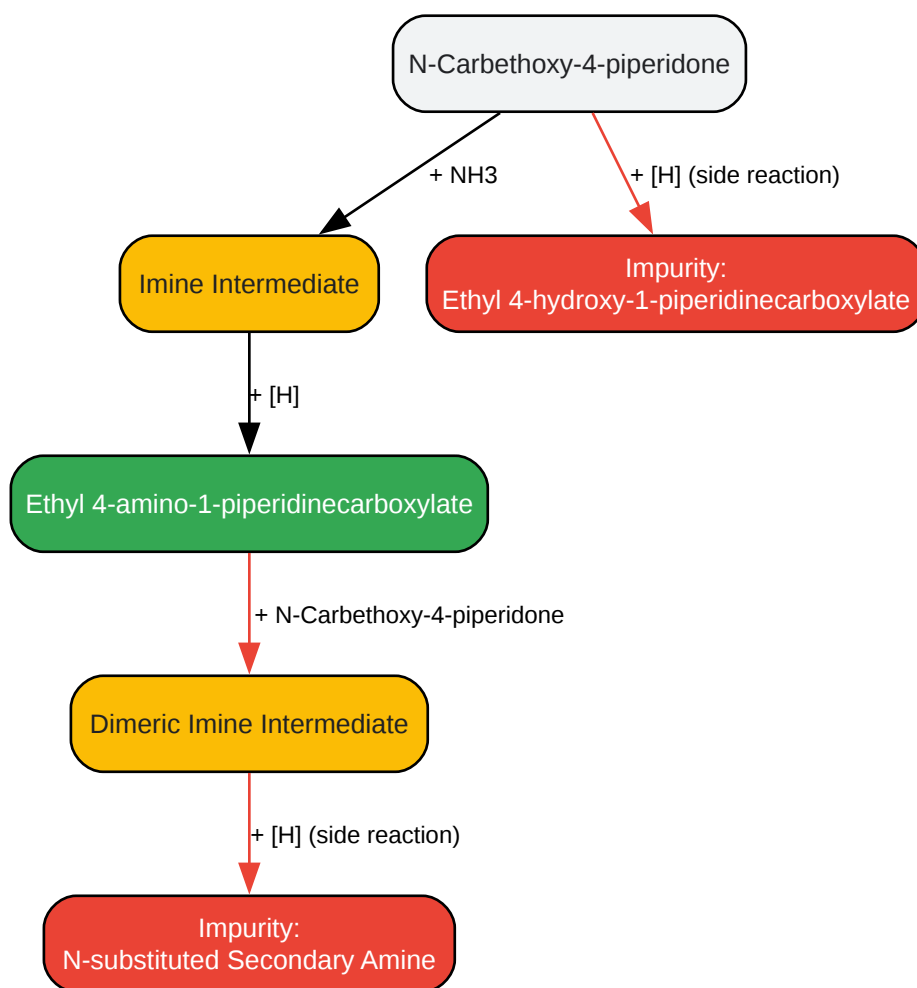 N-Carbethoxy-4-piperidone
+ NH3
+ [H] (side reaction)
Imine Intermediate
Impurity:
Ethyl 4-hydroxy-1-piperidinecarboxylate
+ [H]
Ethyl 4-amino-1-piperidinecarboxylate
+ N-Carbethoxy-4-piperidone
Dimeric Imine Intermediate
+ [H] (side reaction)
Impurity:
N-substituted Secondary Amine